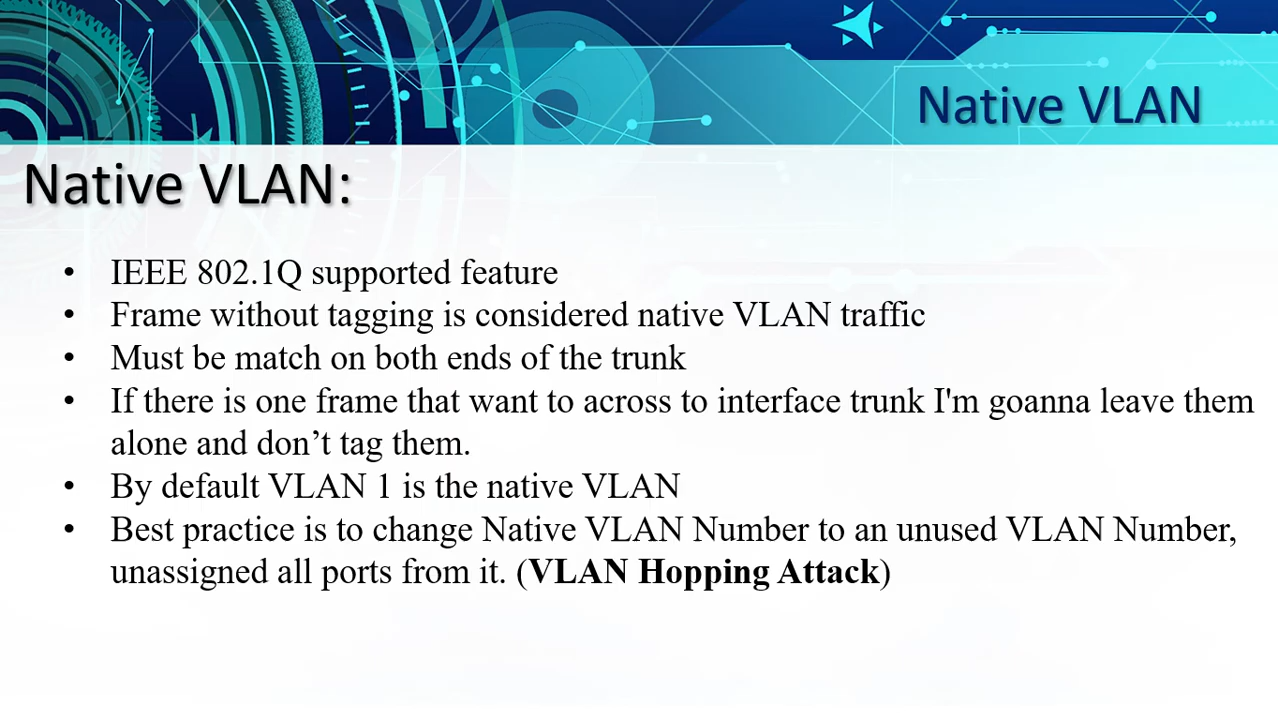 Native VLAN
Native VLAN:
• IEEE 802.1Q supported feature
• Frame without tagging is considered native VLAN traffic
• Must be match on both ends of the trunk
• If there is one frame that want to across to interface trunk I'm goanna leave them
alone and don’t tag them.
• By default VLAN 1 is the native VLAN
• Best practice is to change Native VLAN Number to an unused VLAN Number,
unassigned all ports from it. (VLAN Hopping Attack)